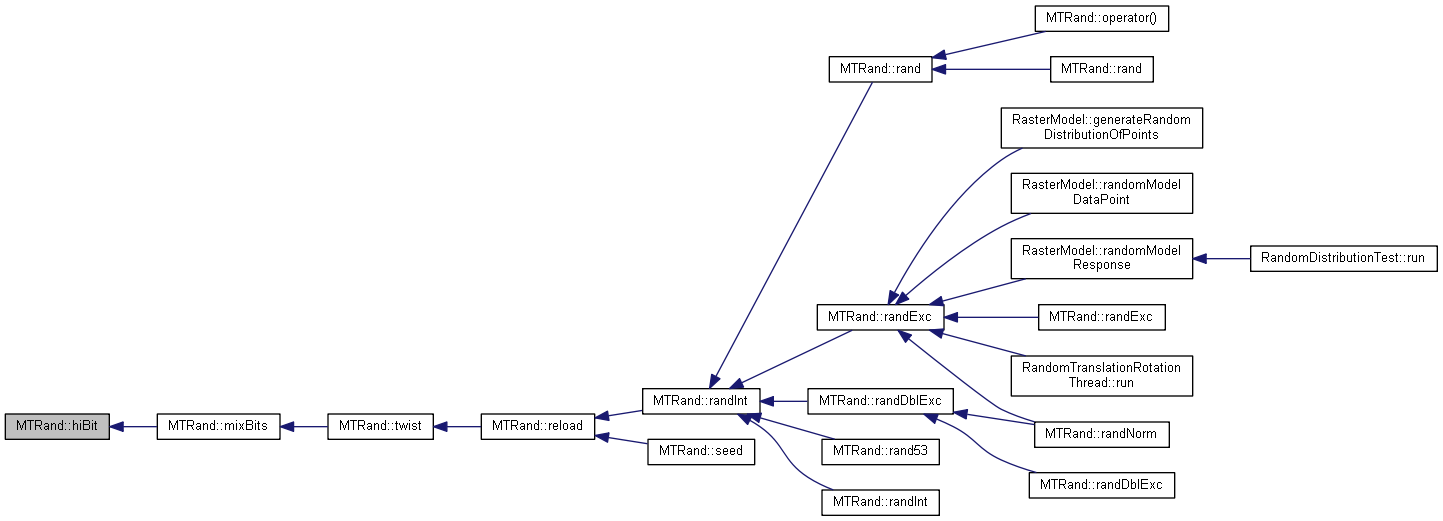 MTRand::operator()
MTRand::rand
MTRand::rand
RasterModel::generateRandom
DistributionOfPoints
RasterModel::randomModel
DataPoint
RasterModel::randomModel
Response
RandomDistributionTest::run
MTRand::randExc
MTRand::randExc
RandomTranslationRotation
Thread::run
MTRand::randInt
MTRand::randDblExc
MTRand::hiBit
MTRand::mixBits
MTRand::twist
MTRand::reload
MTRand::randNorm
MTRand::seed
MTRand::rand53
MTRand::randDblExc
MTRand::randInt